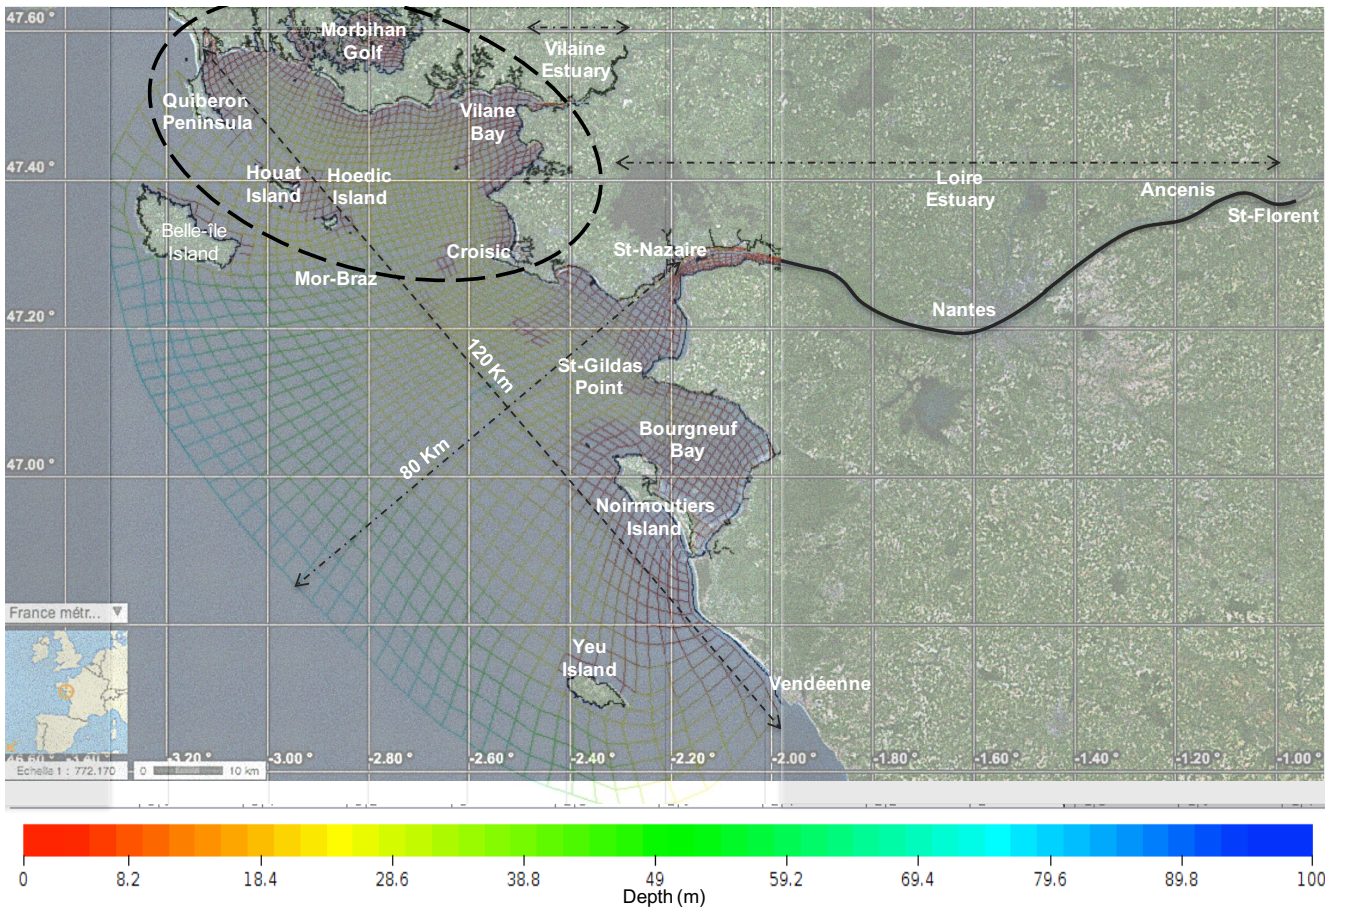 47.60°
Morbihan
Golf
Vilaine
Estuary
Quiberon
Peninsula
Vilane
Bay
47.40°
Houat
Island
Hoedic
Island
Loire
Estuary
Ancenis
St-Florent
Belle-île
Island
Croisic
St-Nazaire
Mor-Braz
47.20°
Nantes
120 Km
St-Gildas
Point
80 Km
Bourgneuf
Bay
47.00°
Noirmoutiers
Island
France métr...
Yeu
Island
Vendéenne
-3.20° -3.00° -2.80° -2.60° -2.40° -2.20° -2.00° -1.80° -1.60° -1.40° -1.20° -1.00°
Echelle 1 : 772.170 0 10 km
0 8.2 18.4 28.6 38.8 49 59.2 69.4 79.6 89.8 100
Depth (m)